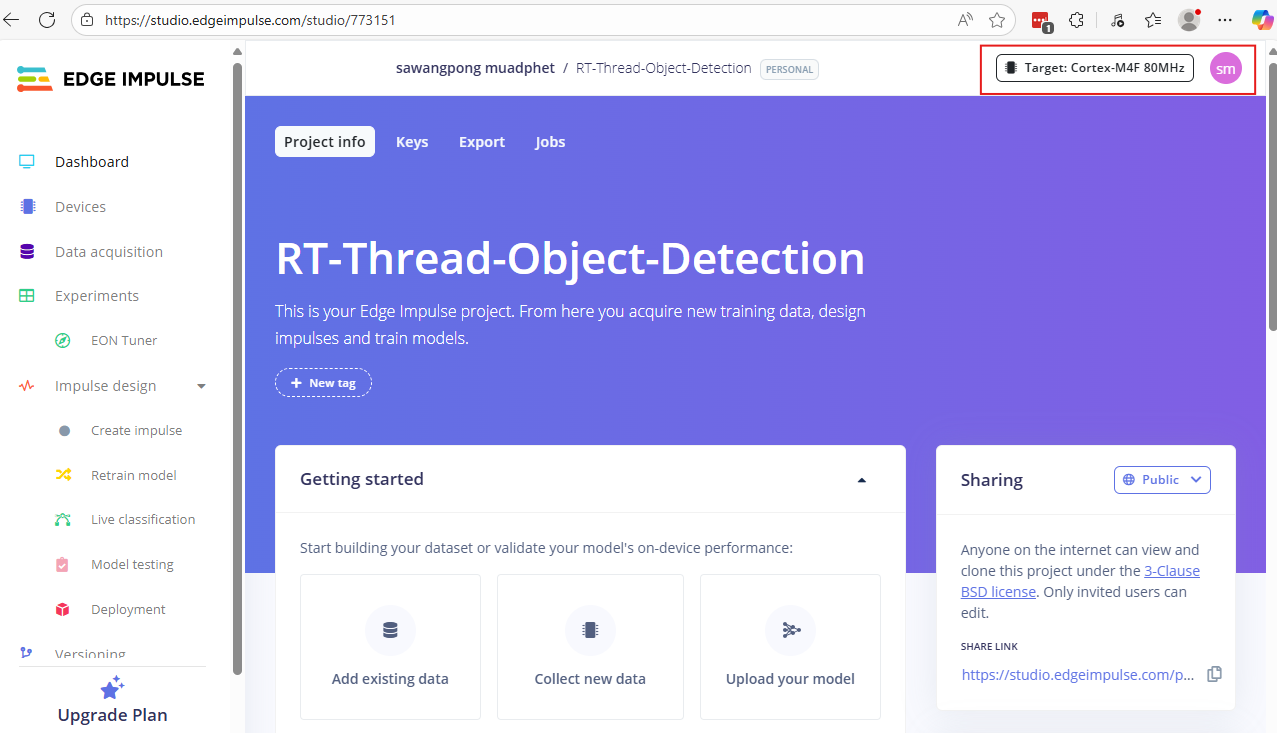 https://studio.edgeimpulse.com/studio/773151
1
EDGE IMPULSE
sawangpong muadphet / RT-Thread-Object-Detection PERSONAL
Target: Cortex-M4F 80MHz
sm
Dashboard
Devices
Data acquisition
Experiments
EON Tuner
Impulse design
Create impulse
Retrain model
Live classification
Model testing
Deployment
Versioning
Upgrade Plan
Project info Keys Export Jobs
RT-Thread-Object-Detection
This is your Edge Impulse project. From here you acquire new training data, design
impulses and train models.
+ New tag
Getting started
Start building your dataset or validate your model's on-device performance:
Add existing data
Collect new data
Upload your model
Sharing
Public
Anyone on the internet can view and
clone this project under the 3-Clause
BSD license. Only invited users can
edit.
SHARE LINK
https://studio.edgeimpulse.com/p...